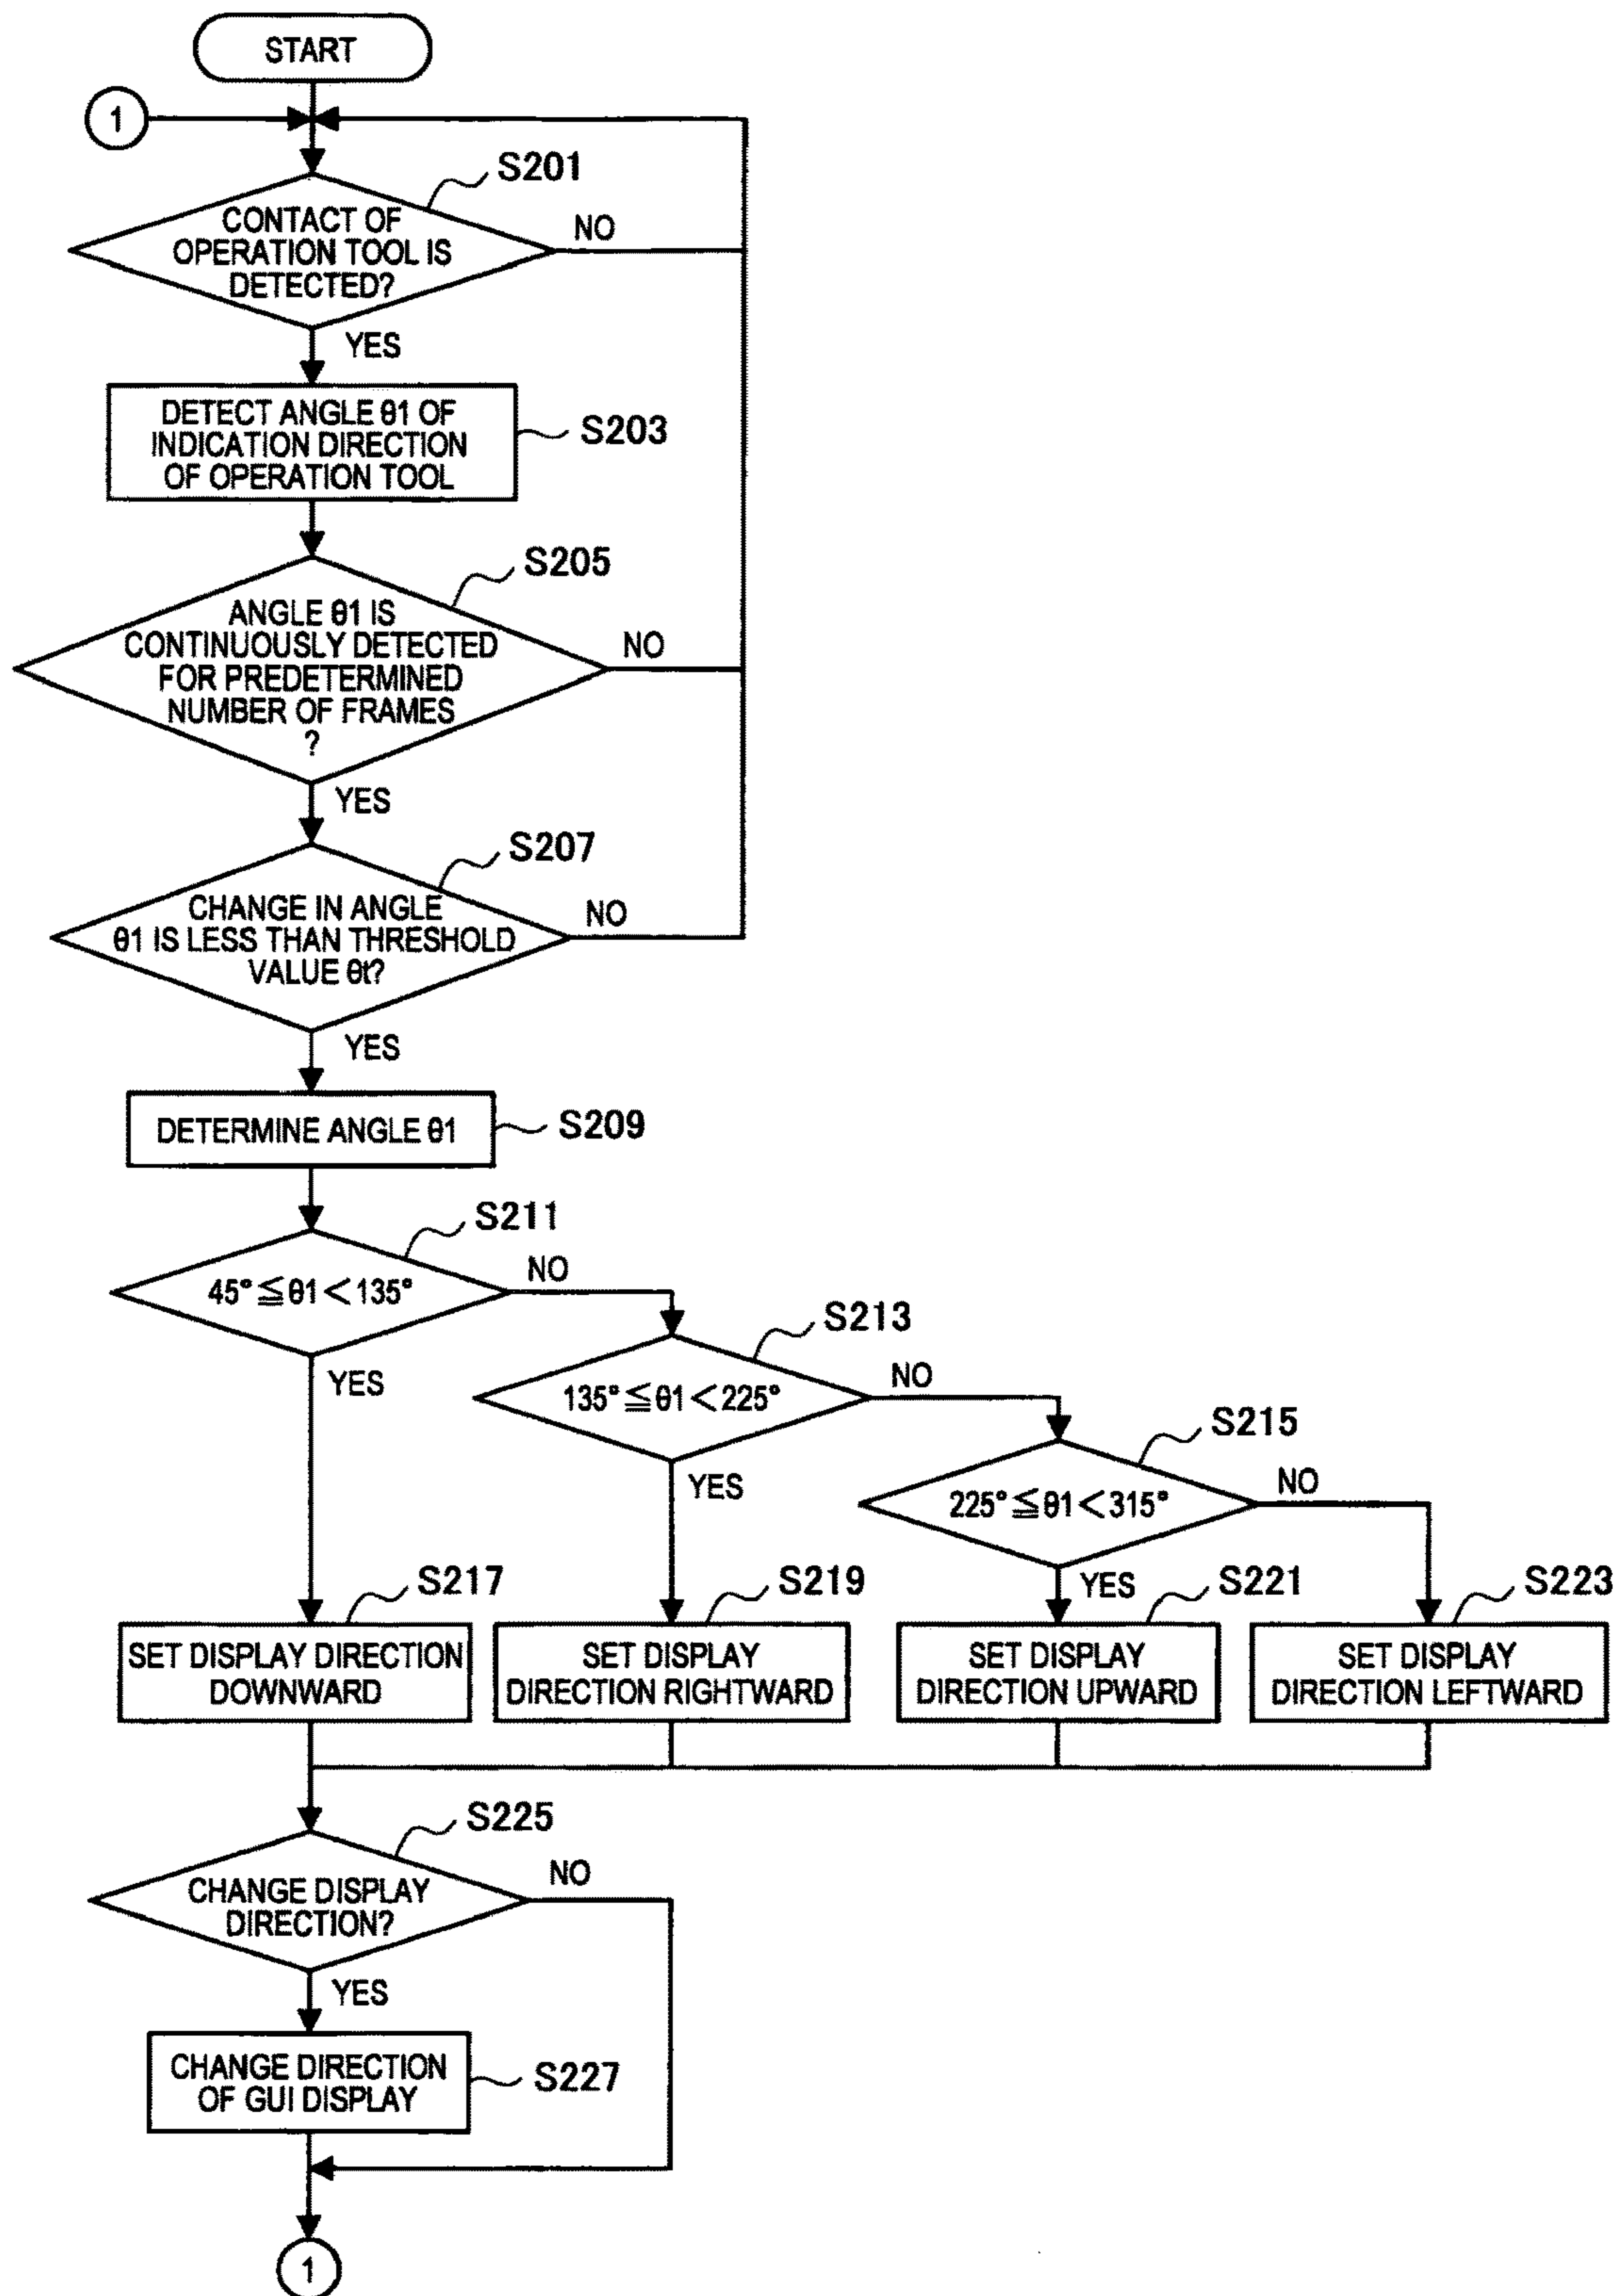 START
1
S201
CONTACT OF
OPERATION TOOL IS
DETECTED?
NO
YES
DETECT ANGLE θ1 OF
INDICATION DIRECTION
OF OPERATION TOOL
S203
S205
ANGLE θ1 IS
CONTINUOUSLY DETECTED
FOR PREDETERMINED
NUMBER OF FRAMES
?
NO
YES
S207
CHANGE IN ANGLE
θ1 IS LESS THAN THRESHOLD
VALUE θt?
NO
YES
DETERMINE ANGLE θ1
S209
S211
45°≦θ1<135°
NO
YES
S213
135°≦θ1<225°
NO
YES
S215
225°≦θ1<315°
NO
YES
S217
SET DISPLAY DIRECTION
DOWNWARD
S219
SET DISPLAY
DIRECTION RIGHTWARD
S221
SET DISPLAY
DIRECTION UPWARD
S223
SET DISPLAY
DIRECTION LEFTWARD
S225
CHANGE DISPLAY
DIRECTION?
NO
YES
CHANGE DIRECTION
OF GUI DISPLAY
S227
1